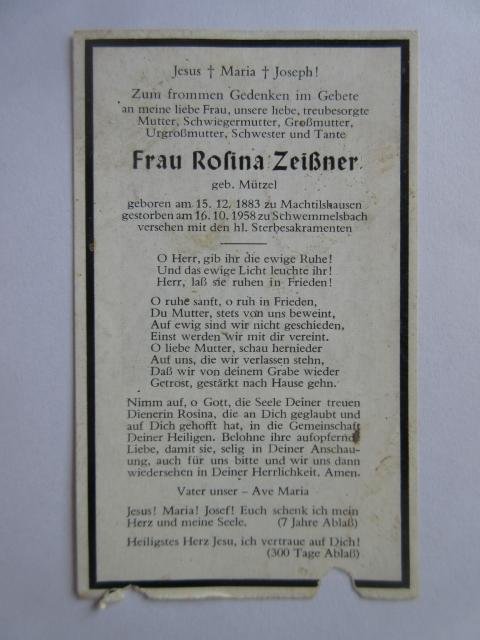 Jesus † Maria † Joseph!
Zum frommen Gedenken im Gebete
an meine liebe Frau, unsere liebe, treubesorgte
Mutter, Schwiegermutter, Großmutter,
Urgroßmutter, Schwester und Tante
Frau Rosina Zeißner
geb. Mützel
geboren am 15. 12. 1883 zu Machtilshausen
gestorben am 16. 10. 1958 zu Schwemmelsbach
versehen mit den hl. Sterbesakramenten
O Herr, gib ihr die ewige Ruhe!
Und das ewige Licht leuchte ihr!
Herr, laß sie ruhen in Frieden!
O ruhe sanft, o ruh in Frieden,
Du Mutter, stets von uns beweint,
Auf ewig sind wir nicht geschieden,
Einst werden wir mit dir vereint.
O liebe Mutter, schau hernieder
Auf uns, die wir verlassen stehn,
Daß wir von deinem Grabe wieder
Getrost, gestärkt nach Hause gehn.
Nimm auf, o Gott, die Seele Deiner treuen
Dienerin Rosina, die an Dich geglaubt und
auf Dich gehofft hat, in die Gemeinschaft
Deiner Heiligen. Belohne ihre aufopfernde
Liebe, damit sie, selig in Deiner Anschau-
ung, auch für uns bitte und wir uns dann
wiedersehen in Deiner Herrlichkeit. Amen.
Vater unser – Ave Maria
Jesus! Maria! Josef! Euch schenk ich mein
Herz und meine Seele. (7 Jahre Ablaß)
Heiligstes Herz Jesu, ich vertraue auf Dich!
(300 Tage Ablaß)